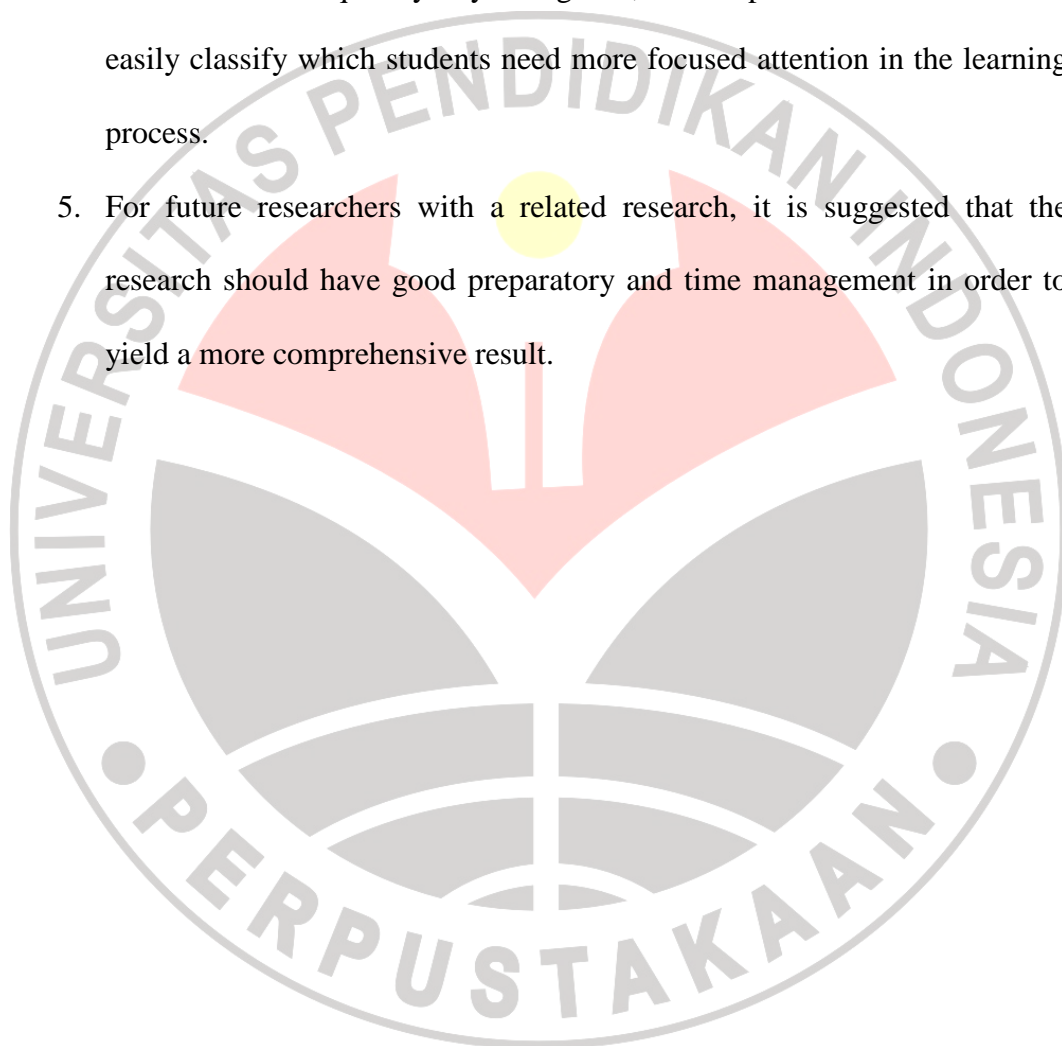 easily classify which students need more focused attention in the learning
process.
5. For future researchers with a related research, it is suggested that the
research should have good preparatory and time management in order to
yield a more comprehensive result.
UNIVERSITAS PENDIDIKAN INDONESIA
PERPUSTAKAAN